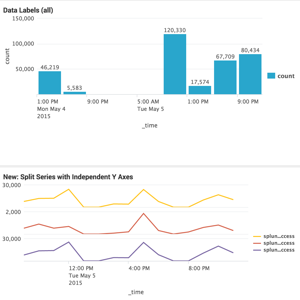 Data Labels (all)
150,000
120,330
100,000
80,434
67,709
50,000
46,219
17,574
5,583
count
count
1:00 PM
Mon May 4
2015
9:00 PM
5:00 AM
Tue May 5
1:00 PM
9:00 PM
_time
New: Split Series with Independent Y Axes
30,000
2,000
30,000
splun...ccess
splun...ccess
splun...ccess
12:00 PM
Tue May 5
2015
4:00 PM
8:00 PM
_time